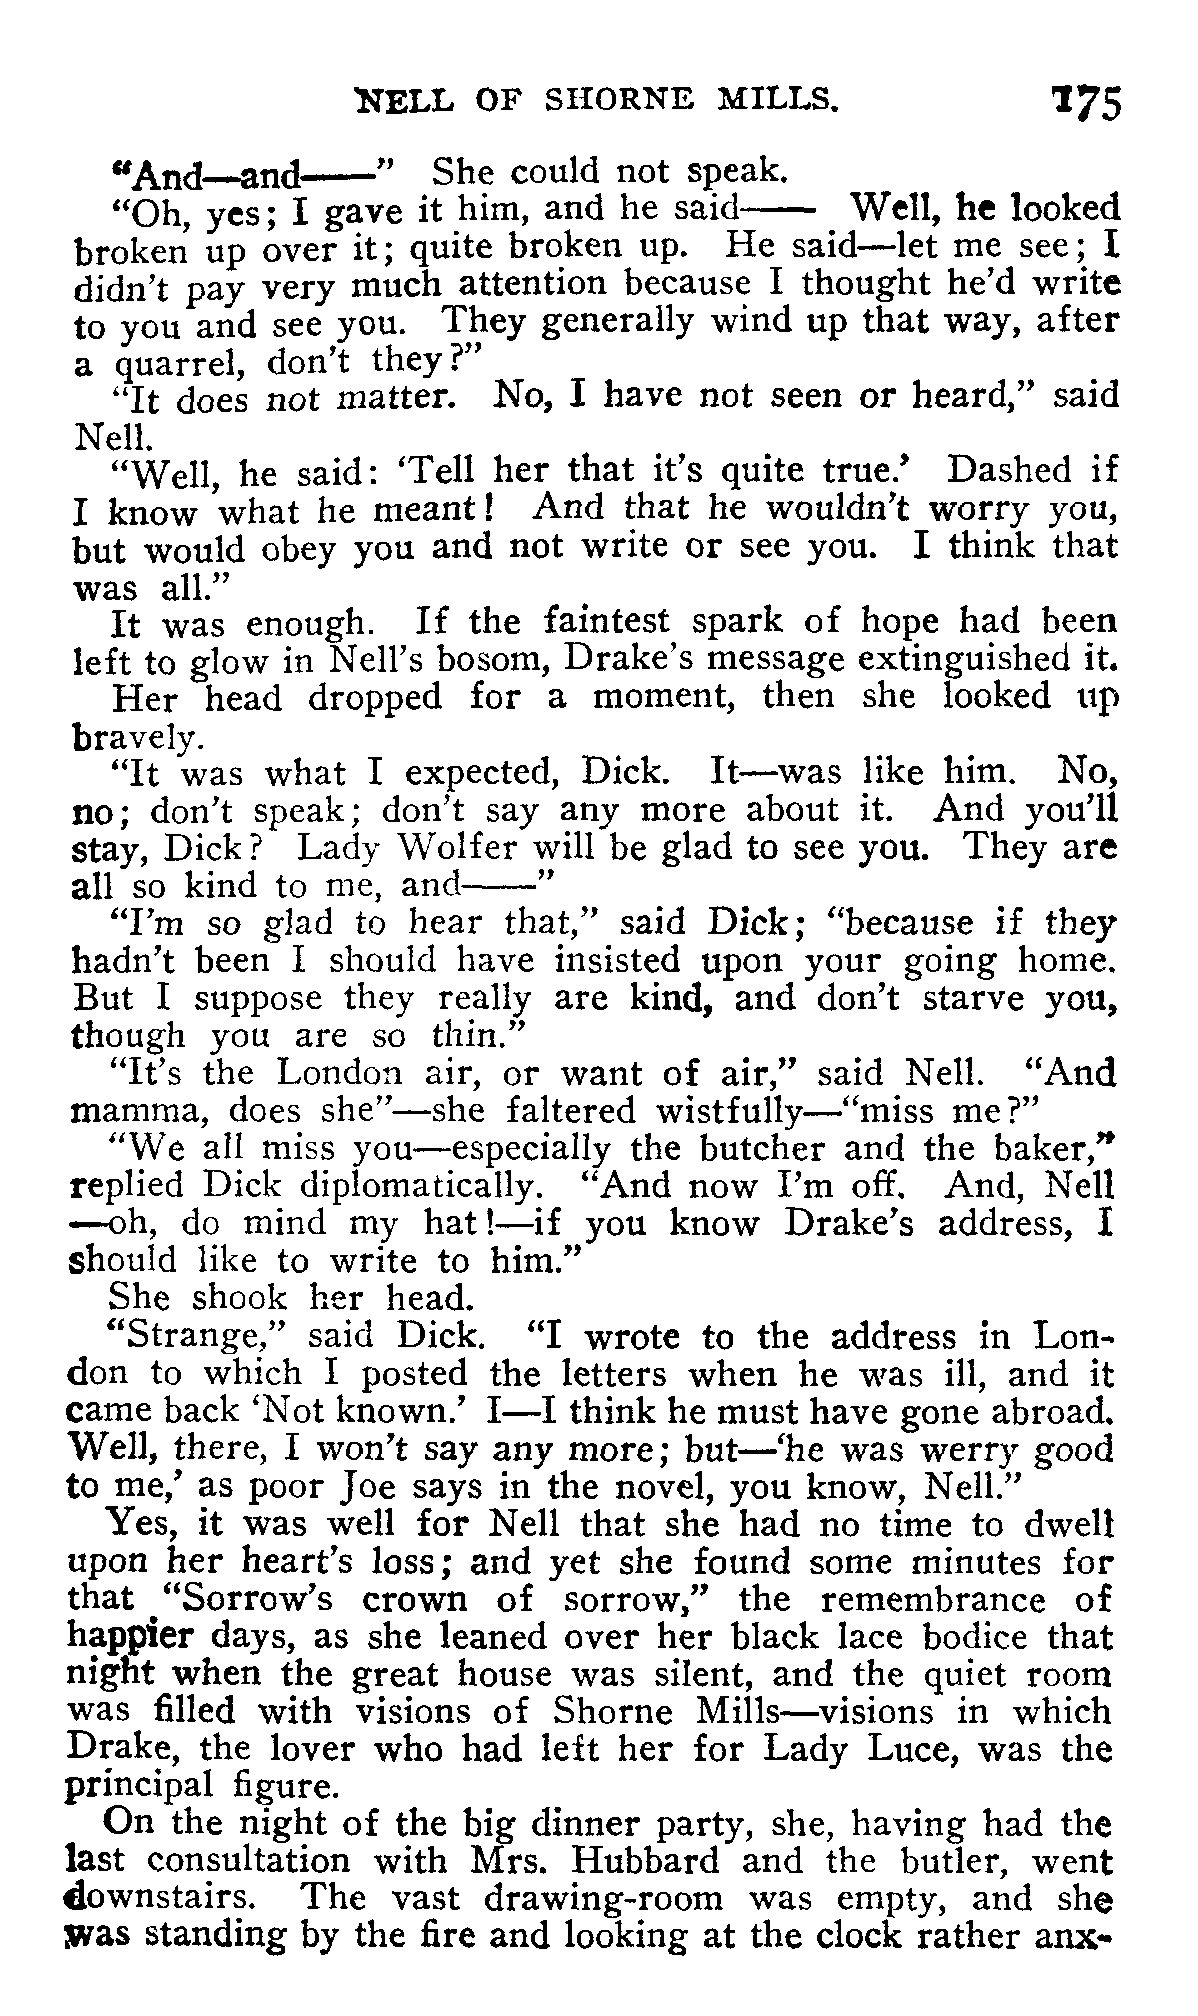 NELL OF SHORNE MILLS. 175
"And—and——" She could not speak.
"Oh, yes; I gave it him, and he said—— Well, he looked
broken up over it; quite broken up. He said—let me see; I
didn't pay very much attention because I thought he'd write
to you and see you. They generally wind up that way, after
a quarrel, don't they?"
"It does not matter. No, I have not seen or heard," said
Nell.
"Well, he said: 'Tell her that it's quite true.' Dashed if
I know what he meant! And that he wouldn't worry you,
but would obey you and not write or see you. I think that
was all."
It was enough. If the faintest spark of hope had been
left to glow in Nell's bosom, Drake's message extinguished it.
Her head dropped for a moment, then she looked up
bravely.
"It was what I expected, Dick. It—was like him. No,
no; don't speak; don't say any more about it. And you'll
stay, Dick? Lady Wolfer will be glad to see you. They are
all so kind to me, and——"
"I'm so glad to hear that," said Dick; "because if they
hadn't been I should have insisted upon your going home.
But I suppose they really are kind, and don't starve you,
though you are so thin."
"It's the London air, or want of air," said Nell. "And
mamma, does she"—she faltered wistfully—"miss me?"
"We all miss you—especially the butcher and the baker,"
replied Dick diplomatically. "And now I'm off. And, Nell
—oh, do mind my hat!—if you know Drake's address, I
should like to write to him."
She shook her head.
"Strange," said Dick. "I wrote to the address in Lon-
don to which I posted the letters when he was ill, and it
came back 'Not known.' I—I think he must have gone abroad.
Well, there, I won't say any more; but—'he was werry good
to me,' as poor Joe says in the novel, you know, Nell."
Yes, it was well for Nell that she had no time to dwell
upon her heart's loss; and yet she found some minutes for
that "Sorrow's crown of sorrow," the remembrance of
happier days, as she leaned over her black lace bodice that
night when the great house was silent, and the quiet room
was filled with visions of Shorne Mills—visions in which
Drake, the lover who had left her for Lady Luce, was the
principal figure.
On the night of the big dinner party, she, having had the
last consultation with Mrs. Hubbard and the butler, went
downstairs. The vast drawing-room was empty, and she
was standing by the fire and looking at the clock rather anx-